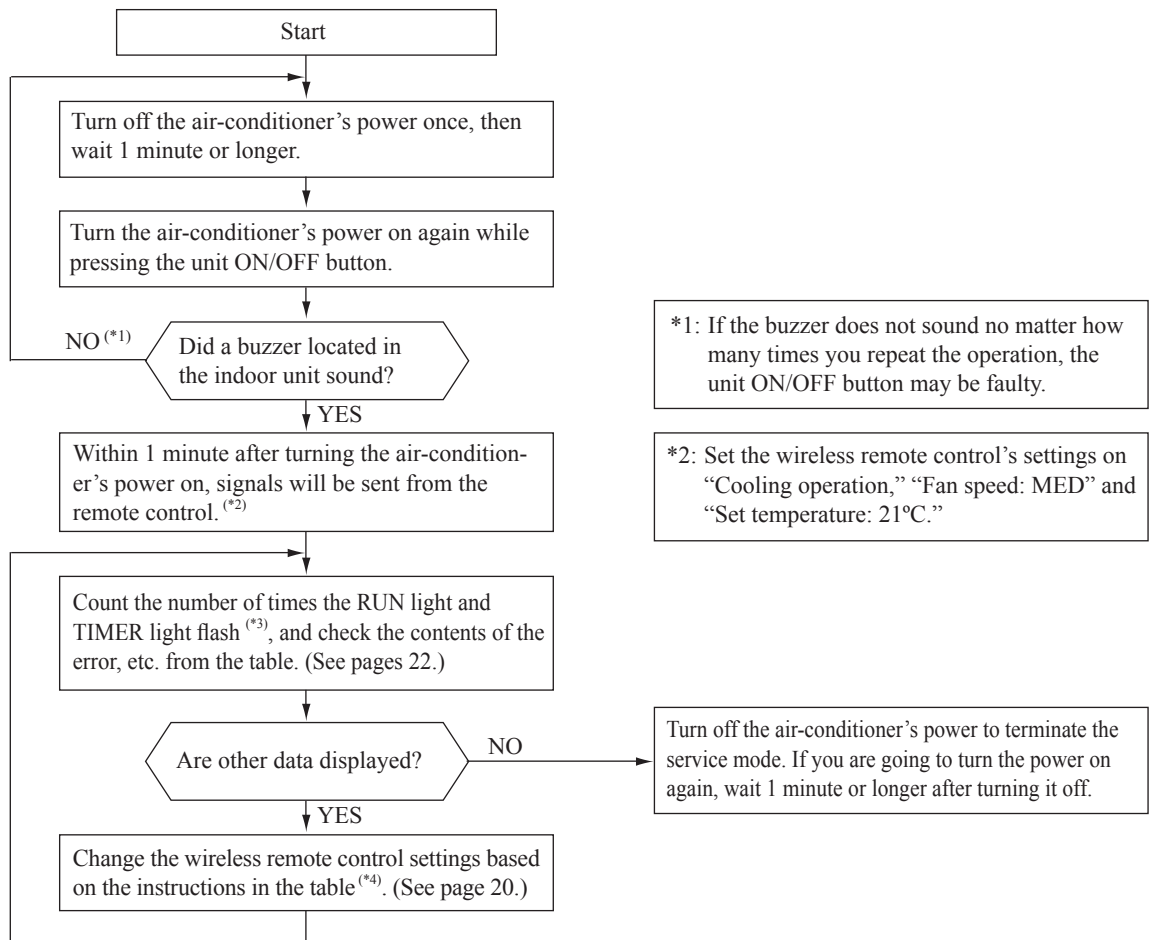 Start
Turn off the air-conditioner’s power once, then
wait 1 minute or longer.
Turn the air-conditioner’s power on again while
pressing the unit ON/OFF button.
NO (*1)
Did a buzzer located in
the indoor unit sound?
YES
*1: If the buzzer does not sound no matter how
many times you repeat the operation, the
unit ON/OFF button may be faulty.
Within 1 minute after turning the air-condition-
er’s power on, signals will be sent from the
remote control. (*2)
*2: Set the wireless remote control’s settings on
“Cooling operation,” “Fan speed: MED” and
“Set temperature: 21ºC.”
Count the number of times the RUN light and
TIMER light flash (*3), and check the contents of the
error, etc. from the table. (See pages 22.)
Are other data displayed?
NO
Turn off the air-conditioner’s power to terminate the
service mode. If you are going to turn the power on
again, wait 1 minute or longer after turning it off.
YES
Change the wireless remote control settings based
on the instructions in the table (*4). (See page 20.)